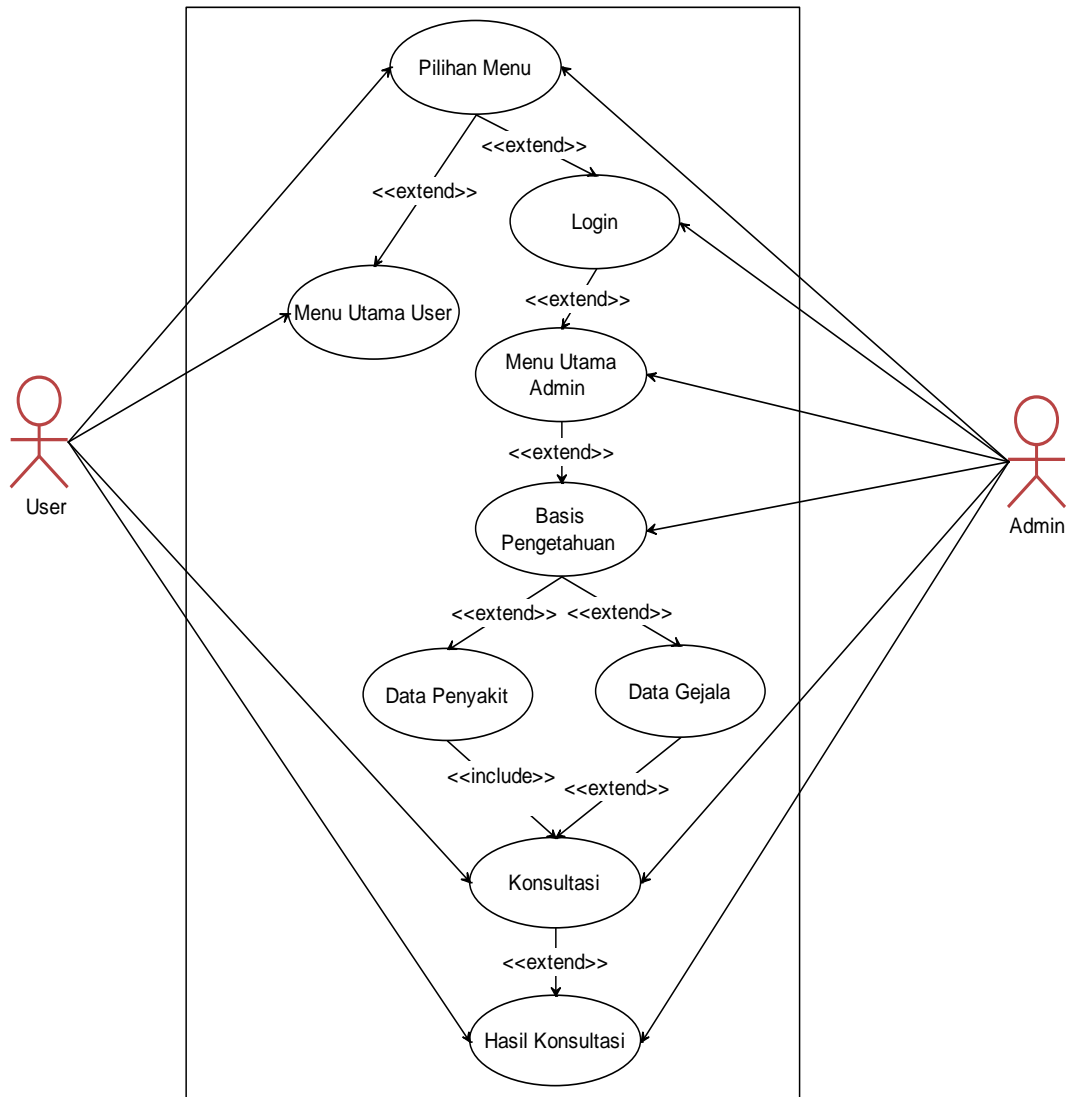 Pilihan Menu
<<extend>>
<<extend>>
Login
<<extend>>
Menu Utama User
Menu Utama
Admin
<<extend>>
User
Basis
Pengetahuan
Admin
<<extend>>
<<extend>>
Data Penyakit
Data Gejala
<<include>>
<<extend>>
Konsultasi
<<extend>>
Hasil Konsultasi